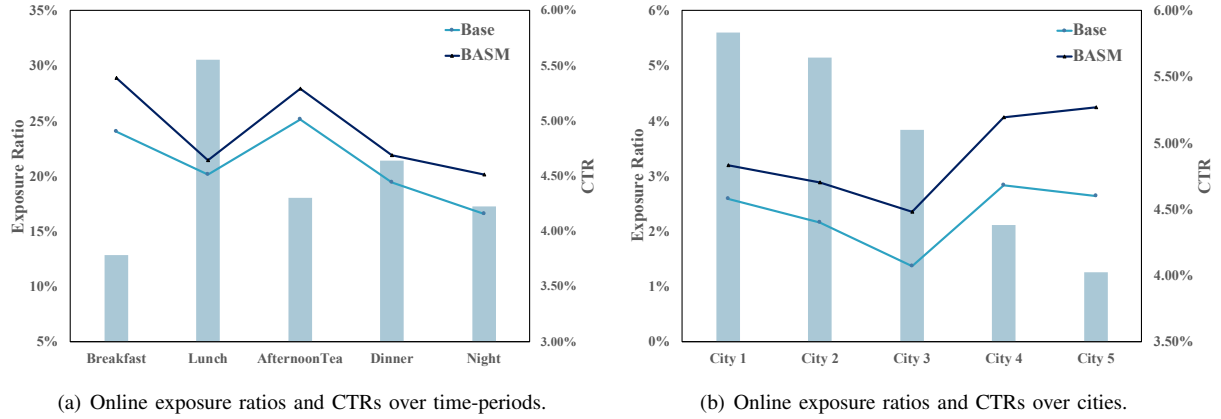 35%
30%
25%
20%
15%
10%
5%
Exposure Ratio
6.00%
5.50%
5.00%
4.50%
4.00%
3.50%
3.00%
CTR
Base
BASM
Breakfast Lunch AfternoonTea Dinner Night
(a) Online exposure ratios and CTRs over time-periods.
6%
5%
4%
3%
2%
1%
0%
Exposure Ratio
6.00%
5.50%
5.00%
4.50%
4.00%
3.50%
CTR
Base
BASM
City 1 City 2 City 3 City 4 City 5
(b) Online exposure ratios and CTRs over cities.